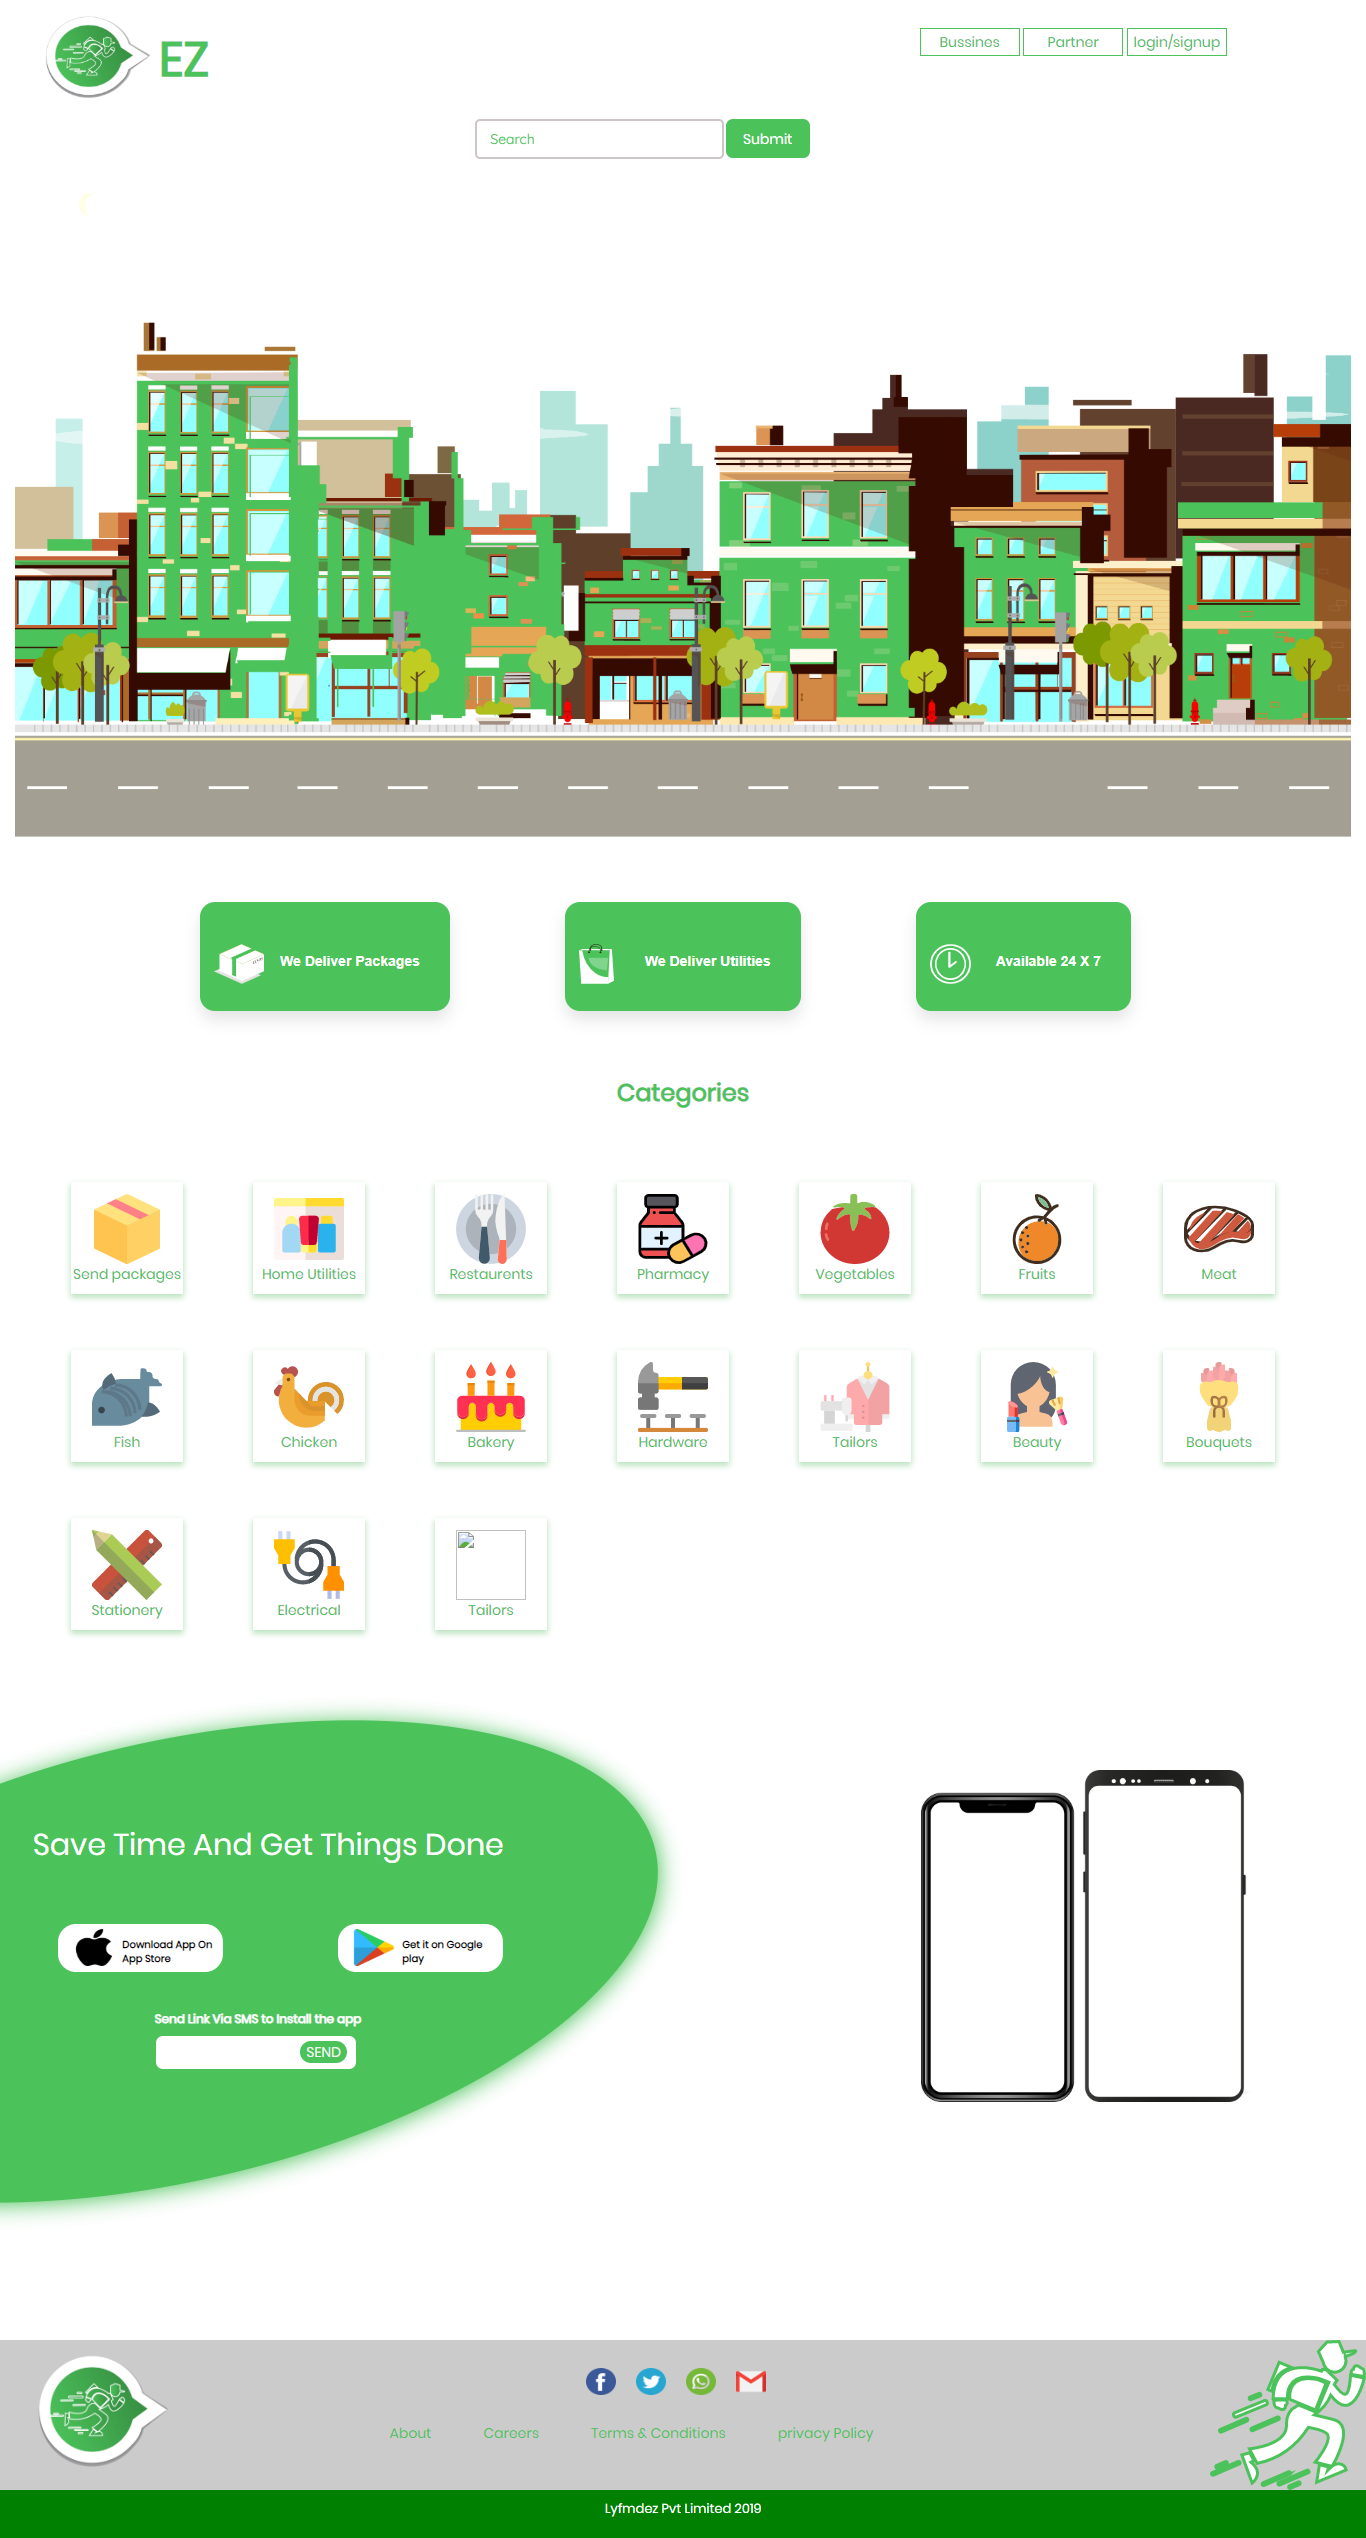 EZ
Bussines
Partner
login/signup
Search
Submit
We Deliver Packages
We Deliver Utilities
Available 24 X 7
Categories
Send packages
Home Utilities
Restaurents
Pharmacy
Vegetables
Fruits
Meat
Fish
Chicken
Bakery
Hardware
Tailors
Beauty
Bouquets
Stationery
Electrical
Tailors
Save Time And Get Things Done
Download App On
App Store
Get it on Google
play
Send Link Via SMS to Install the app
SEND
About
Careers
Terms & Conditions
privacy Policy
Lyfmdez Pvt Limited 2019